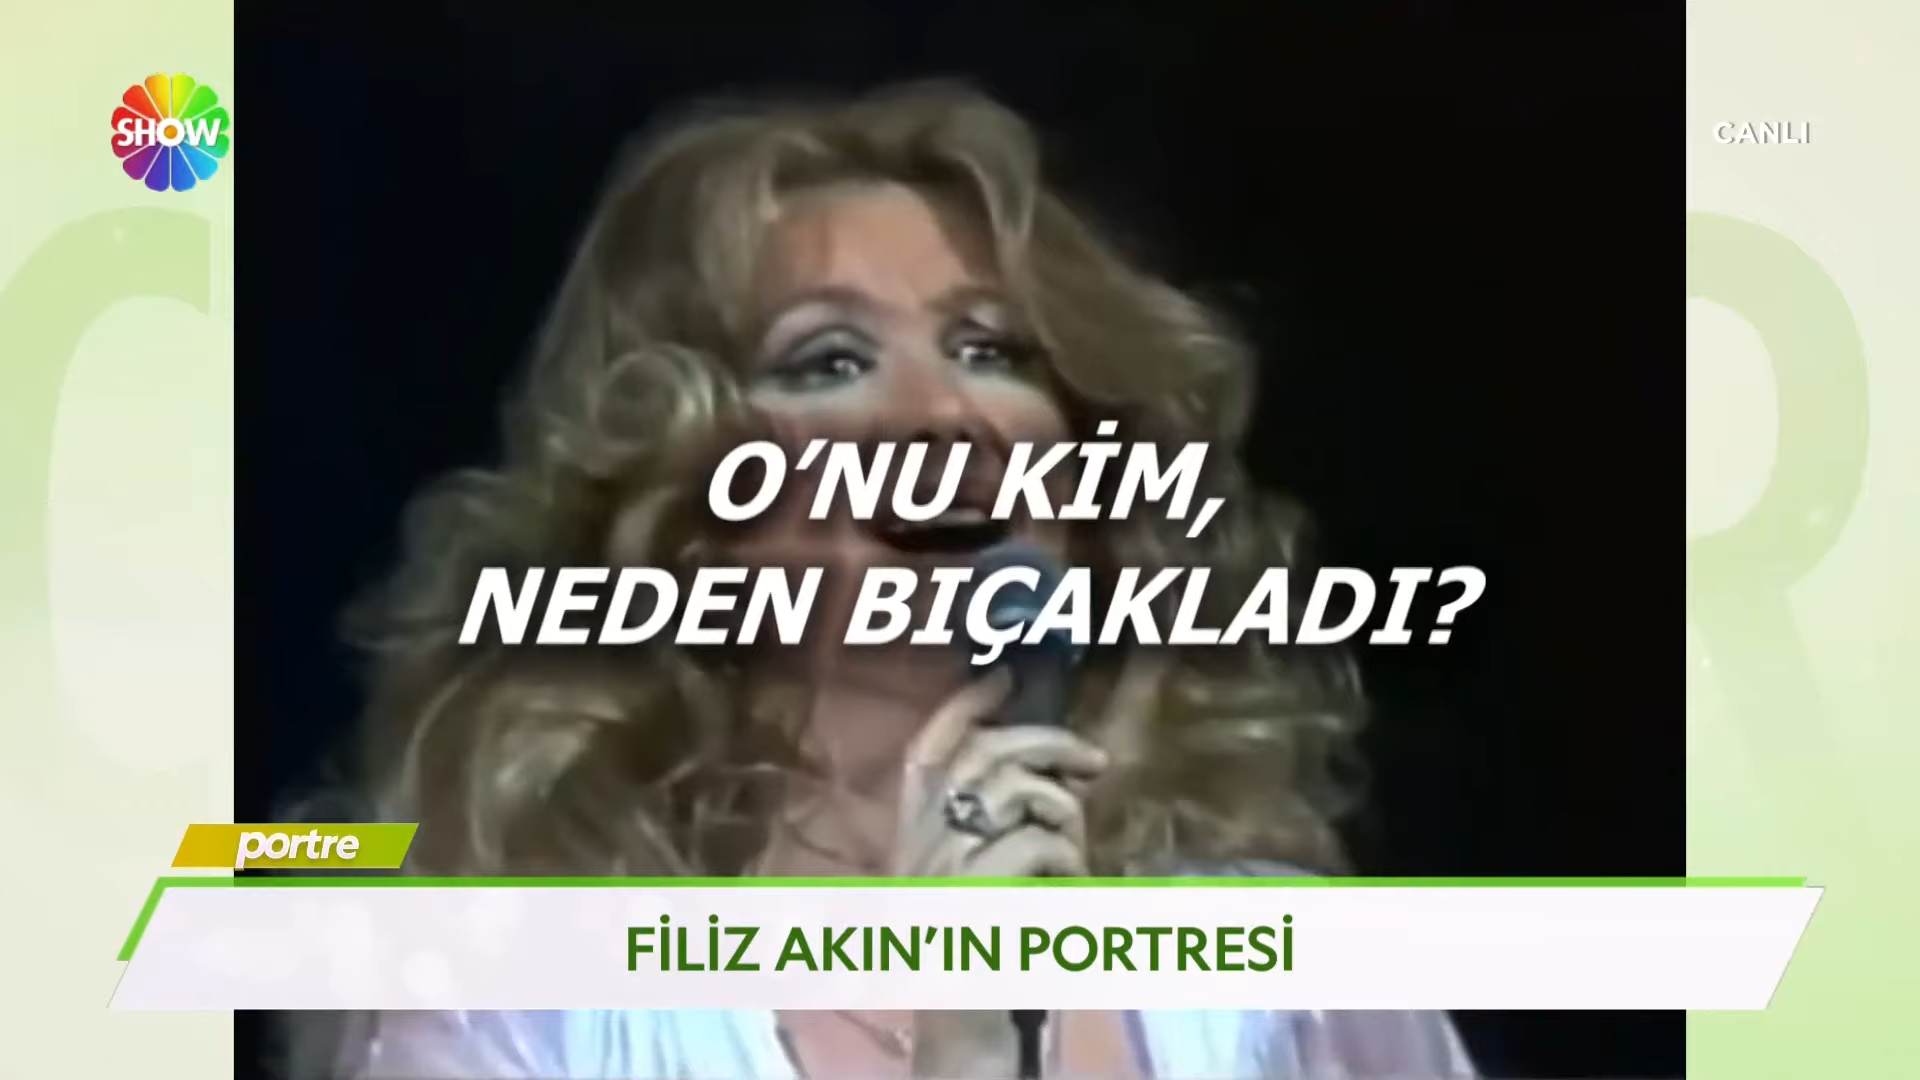 SHOW
CANLI
O'NU KİM,
NEDEN BIÇAKLADI?
portre
FİLİZ AKIN'IN PORTRESİ